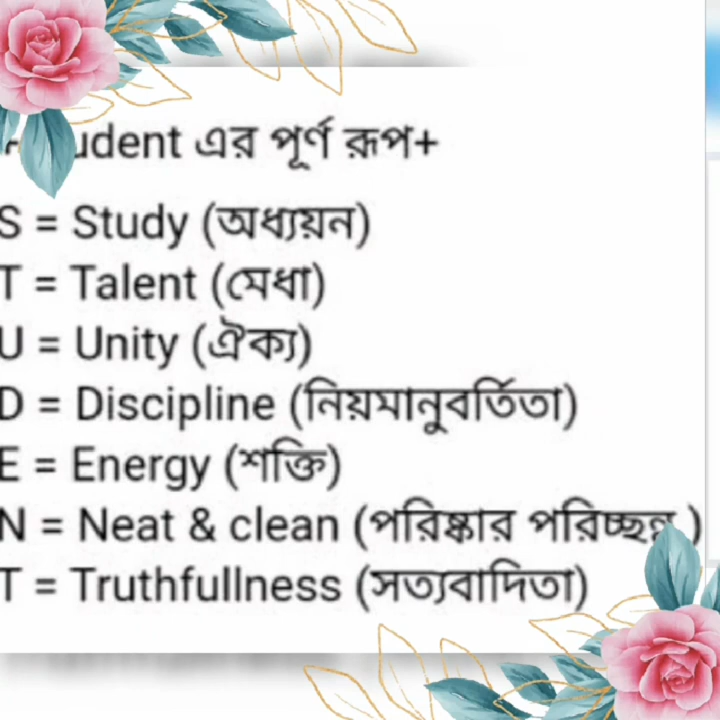 এর পূর্ণ রূপ+
S = Study (অধ্যয়ন)
T = Talent (মেধা)
U = Unity (ঐক্য)
D = Discipline (নিয়মানুবর্তিতা)
E = Energy (শক্তি)
N = Neat & clean (পরিষ্কার পরিচ্ছন্ন )
T = Truthfullness (সত্যবাদিতা)